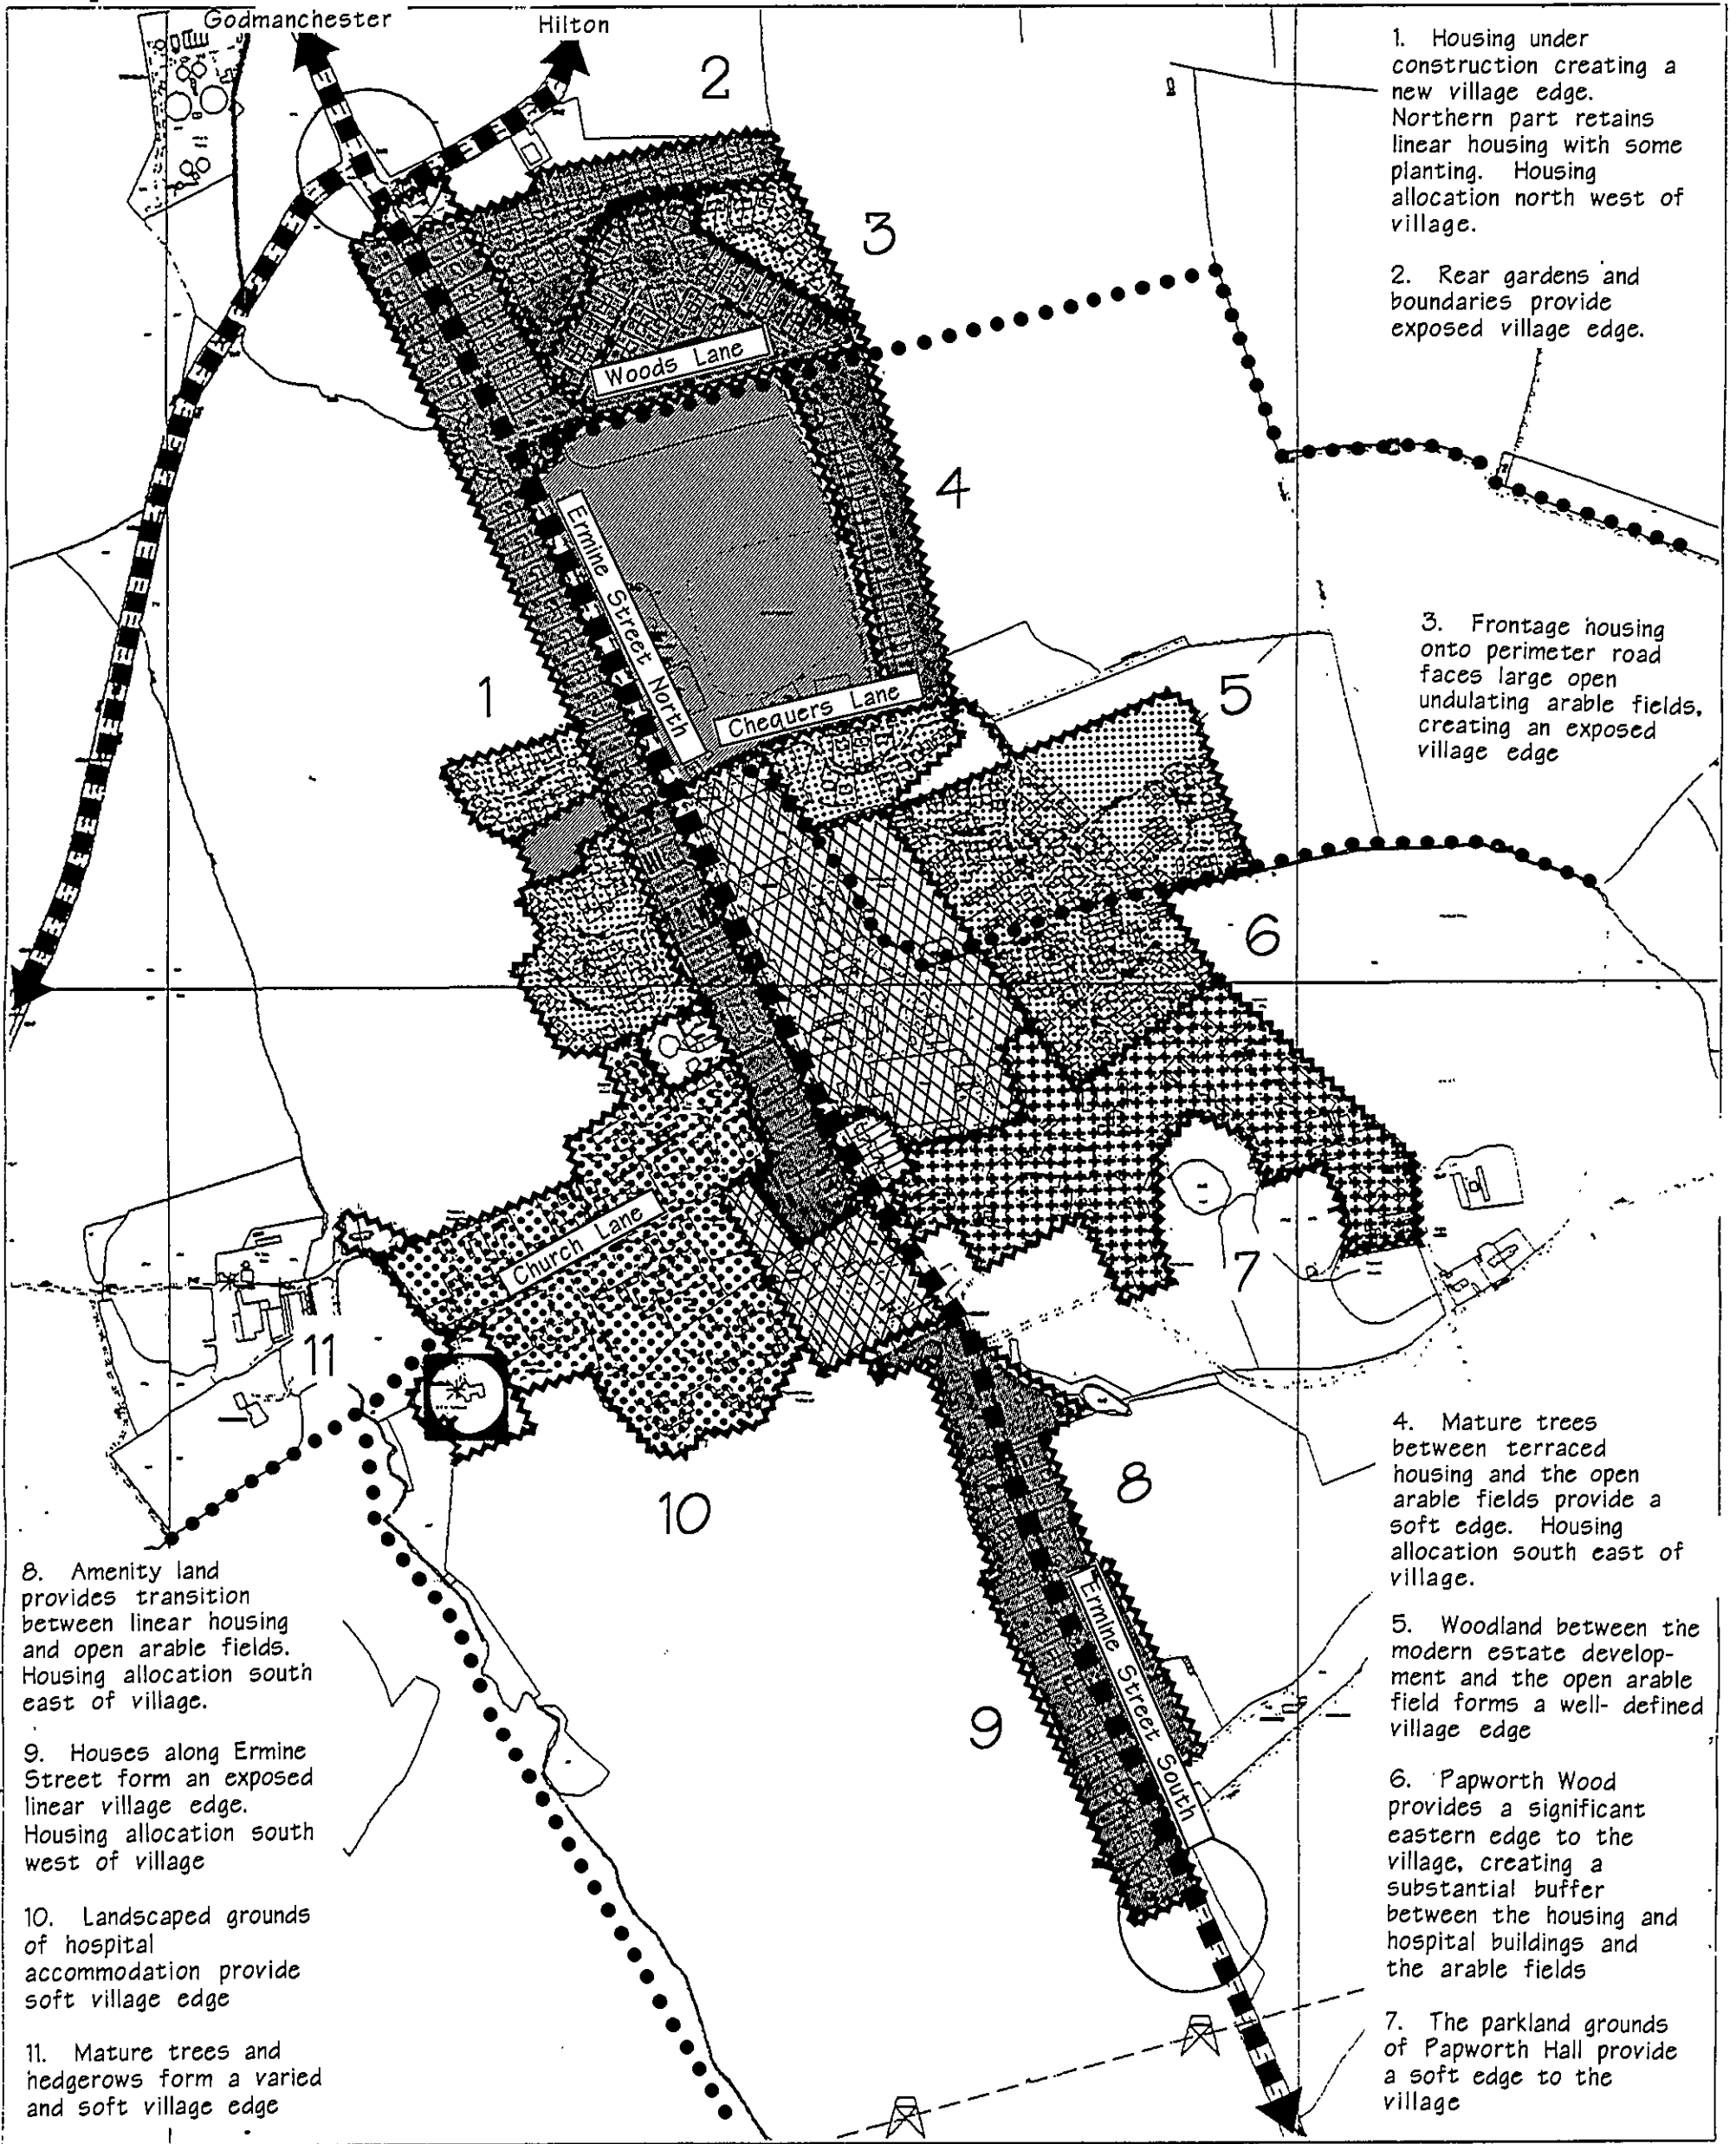 Godmanchester
Hilton
1. Housing under
construction creating a
new village edge.
Northern part retains
linear housing with some
planting. Housing
allocation north west of
village.
2. Rear gardens and
boundaries provide
exposed village edge.
3. Frontage housing
onto perimeter road
faces large open
undulating arable fields,
creating an exposed
village edge
2
3
Woods Lane
4
Ermine Street North
1
Chequers Lane
5
6
7
Church Lane
11
10
8
9
Ermine Street South
4. Mature trees
between terraced
housing and the open
arable fields provide a
soft edge. Housing
allocation south east of
village.
5. Woodland between the
modern estate develop-
ment and the open arable
field forms a well- defined
village edge
6. Papworth Wood
provides a significant
eastern edge to the
village, creating a
substantial buffer
between the housing and
hospital buildings and
the arable fields
7. The parkland grounds
of Papworth Hall provide
a soft edge to the
village
8. Amenity land
provides transition
between linear housing
and open arable fields.
Housing allocation south
east of village.
9. Houses along Ermine
Street form an exposed
linear village edge.
Housing allocation south
west of village
10. Landscaped grounds
of hospital
accommodation provide
soft village edge
11. Mature trees and
hedgerows form a varied
and soft village edge